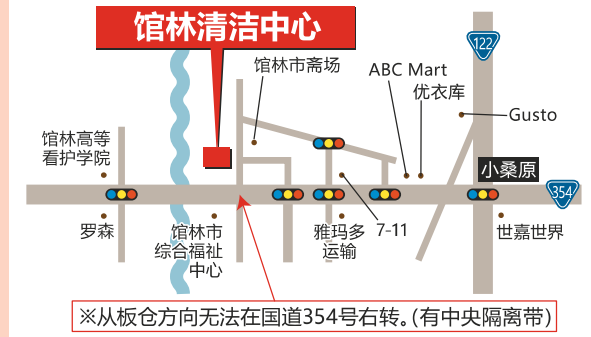 馆林清洁中心
122
馆林市斋场
ABC Mart
优衣库
Gusto
馆林高等
看护学院
小桑原
354
罗森
馆林市
综合福祉
中心
雅玛多
运输
7-11
世嘉世界
※从板仓方向无法在国道354号右转。（有中央隔离带）